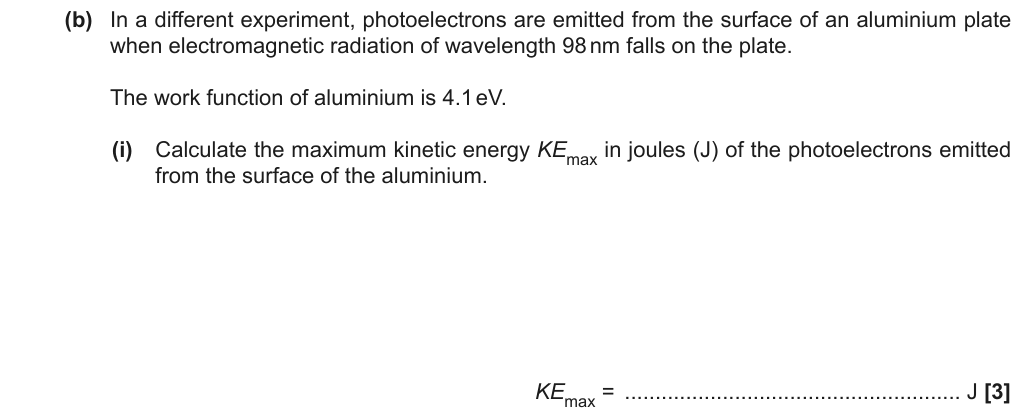 (b) In a different experiment, photoelectrons are emitted from the surface of an aluminium plate
when electromagnetic radiation of wavelength 98 nm falls on the plate.
The work function of aluminium is 4.1 eV.
(i) Calculate the maximum kinetic energy KEmax in joules (J) of the photoelectrons emitted
from the surface of the aluminium.
KEmax = ...................................................... J [3]